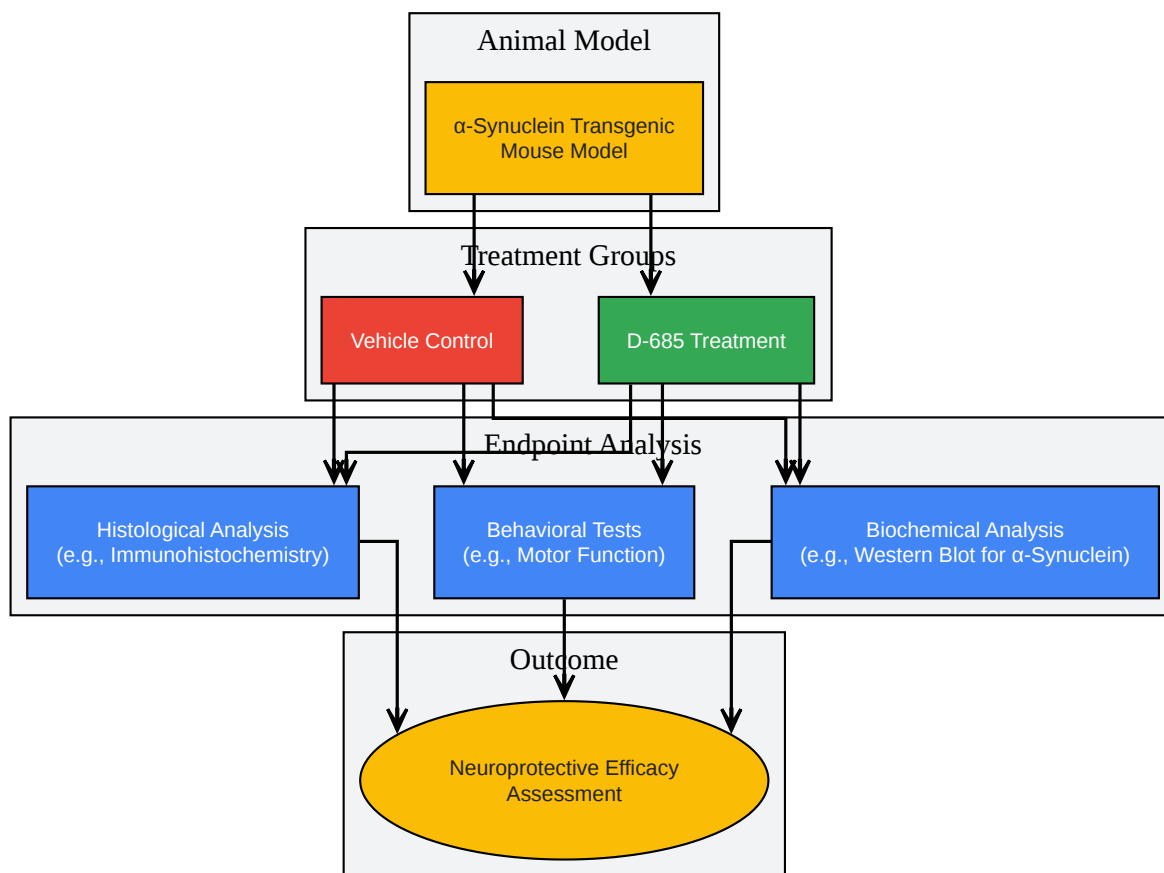 Animal Model
α-Synuclein Transgenic
Mouse Model
Treatment Groups
Vehicle Control
D-685 Treatment
Endpoint Analysis
Histological Analysis
(e.g., Immunohistochemistry)
Behavioral Tests
(e.g., Motor Function)
Biochemical Analysis
(e.g., Western Blot for α-Synuclein)
Outcome
Neuroprotective Efficacy
Assessment